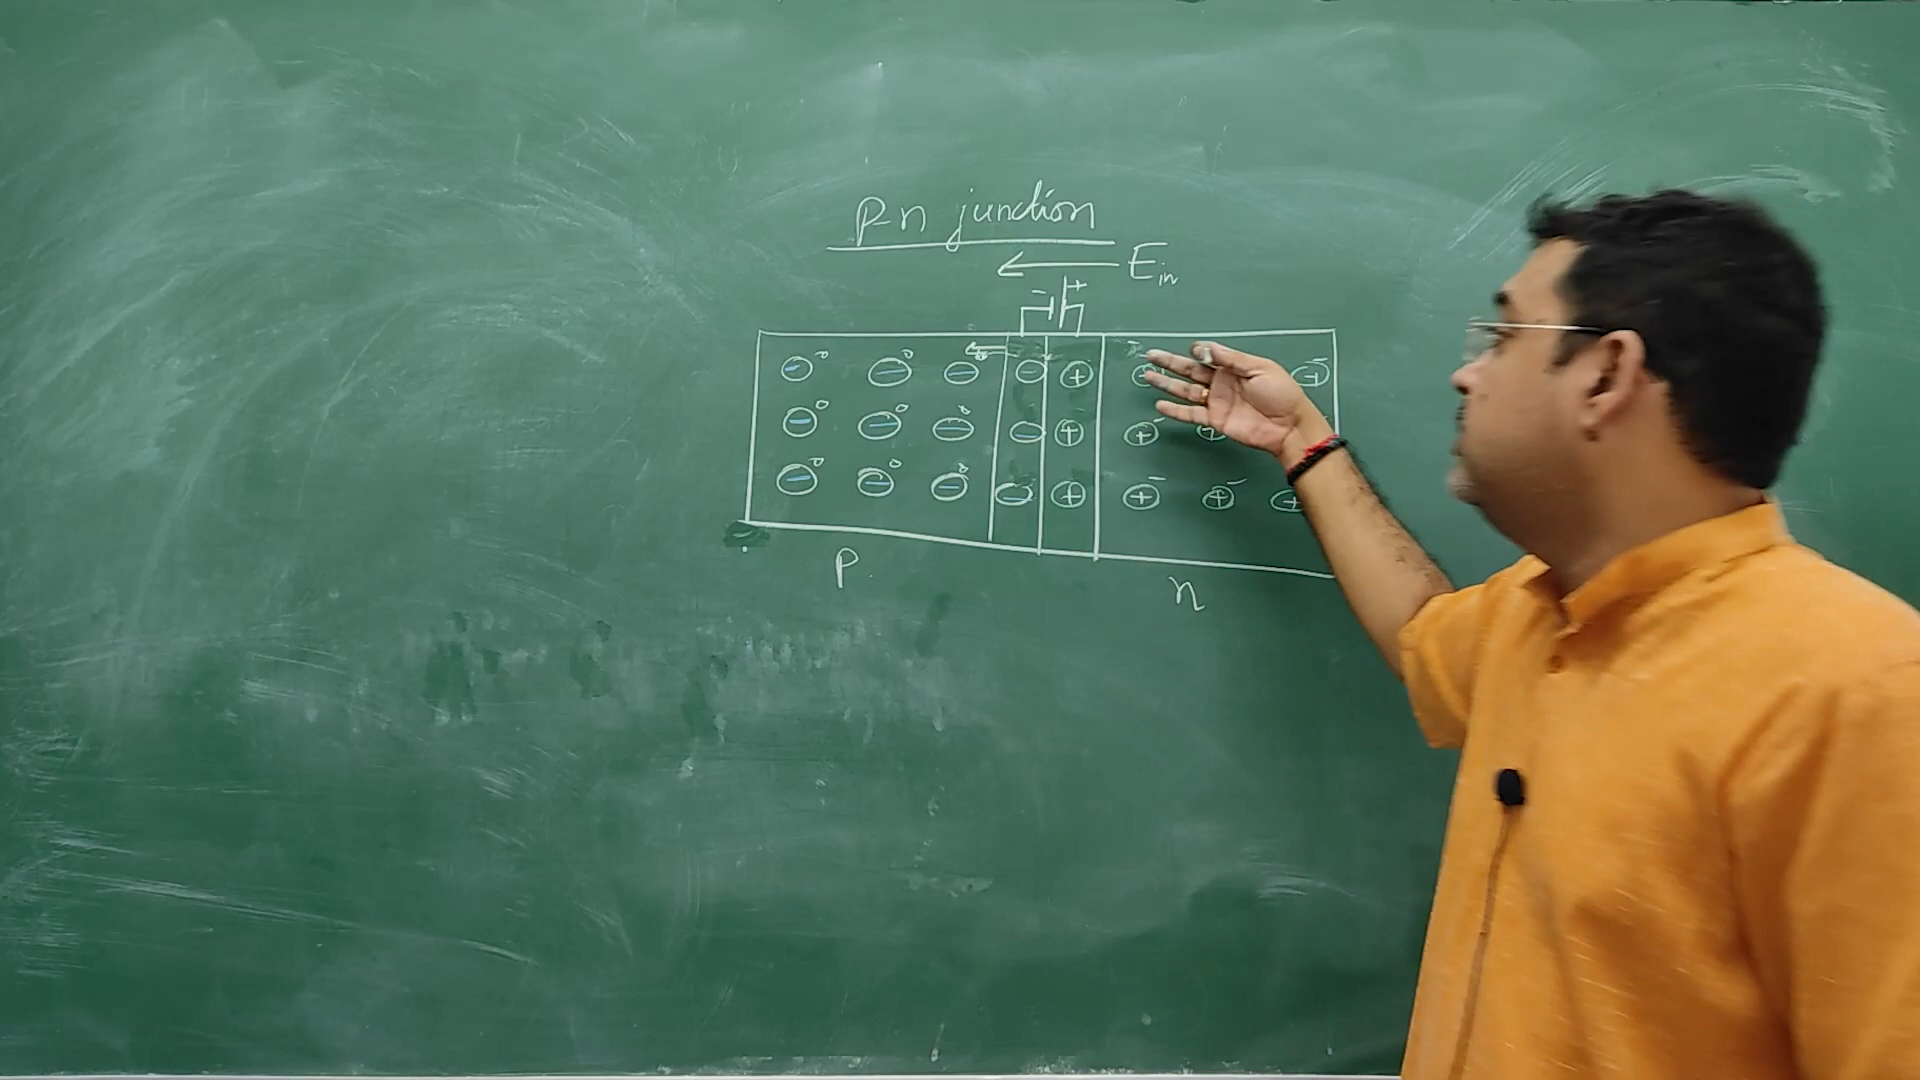 p-n junction
E_in
- +
p
n